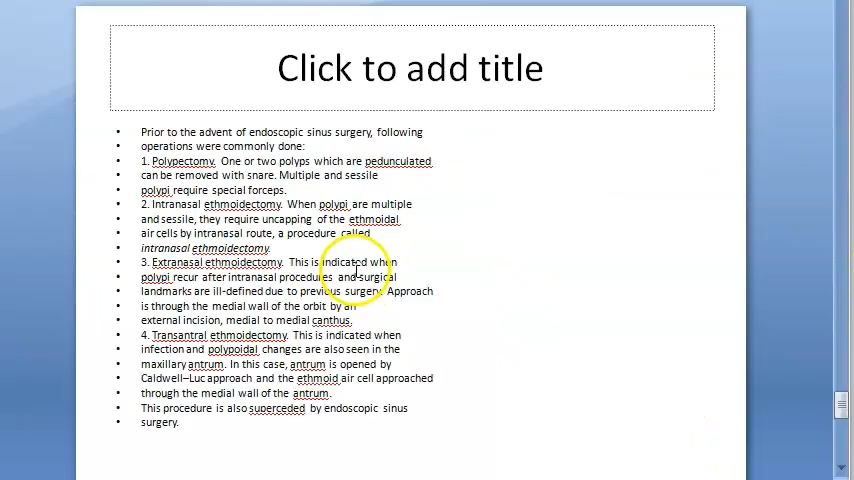 Click to add title
• Prior to the advent of endoscopic sinus surgery, following
• operations were commonly done:
• 1. Polypectomy. One or two polyps which are pedunculated
• can be removed with snare. Multiple and sessile
• polypi require special forceps.
• 2. Intranasal ethmoidectomy. When polypi are multiple
• and sessile, they require uncapping of the ethmoidal
• air cells by intranasal route, a procedure called
• intranasal ethmoidectomy.
• 3. Extranasal ethmoidectomy. This is indicated when
• polypi recur after intranasal procedures and surgical
• landmarks are ill-defined due to previous surgery. Approach
• is through the medial wall of the orbit by an
• external incision, medial to medial canthus.
• 4. Transantral ethmoidectomy. This is indicated when
• infection and polypoidal changes are also seen in the
• maxillary antrum. In this case, antrum is opened by
• Caldwell–Luc approach and the ethmoid air cell approached
• through the medial wall of the antrum.
• This procedure is also superceded by endoscopic sinus
• surgery.